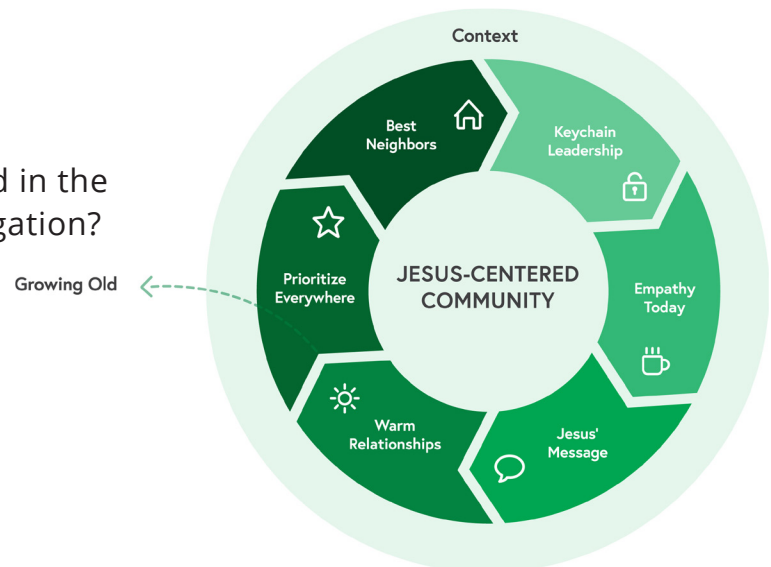 Context
Best
Neighbors
Keychain
Leadership
d in the
gation?
Growing Old
Prioritize
Everywhere
JESUS-CENTERED
COMMUNITY
Empathy
Today
Warm
Relationships
Jesus'
Message